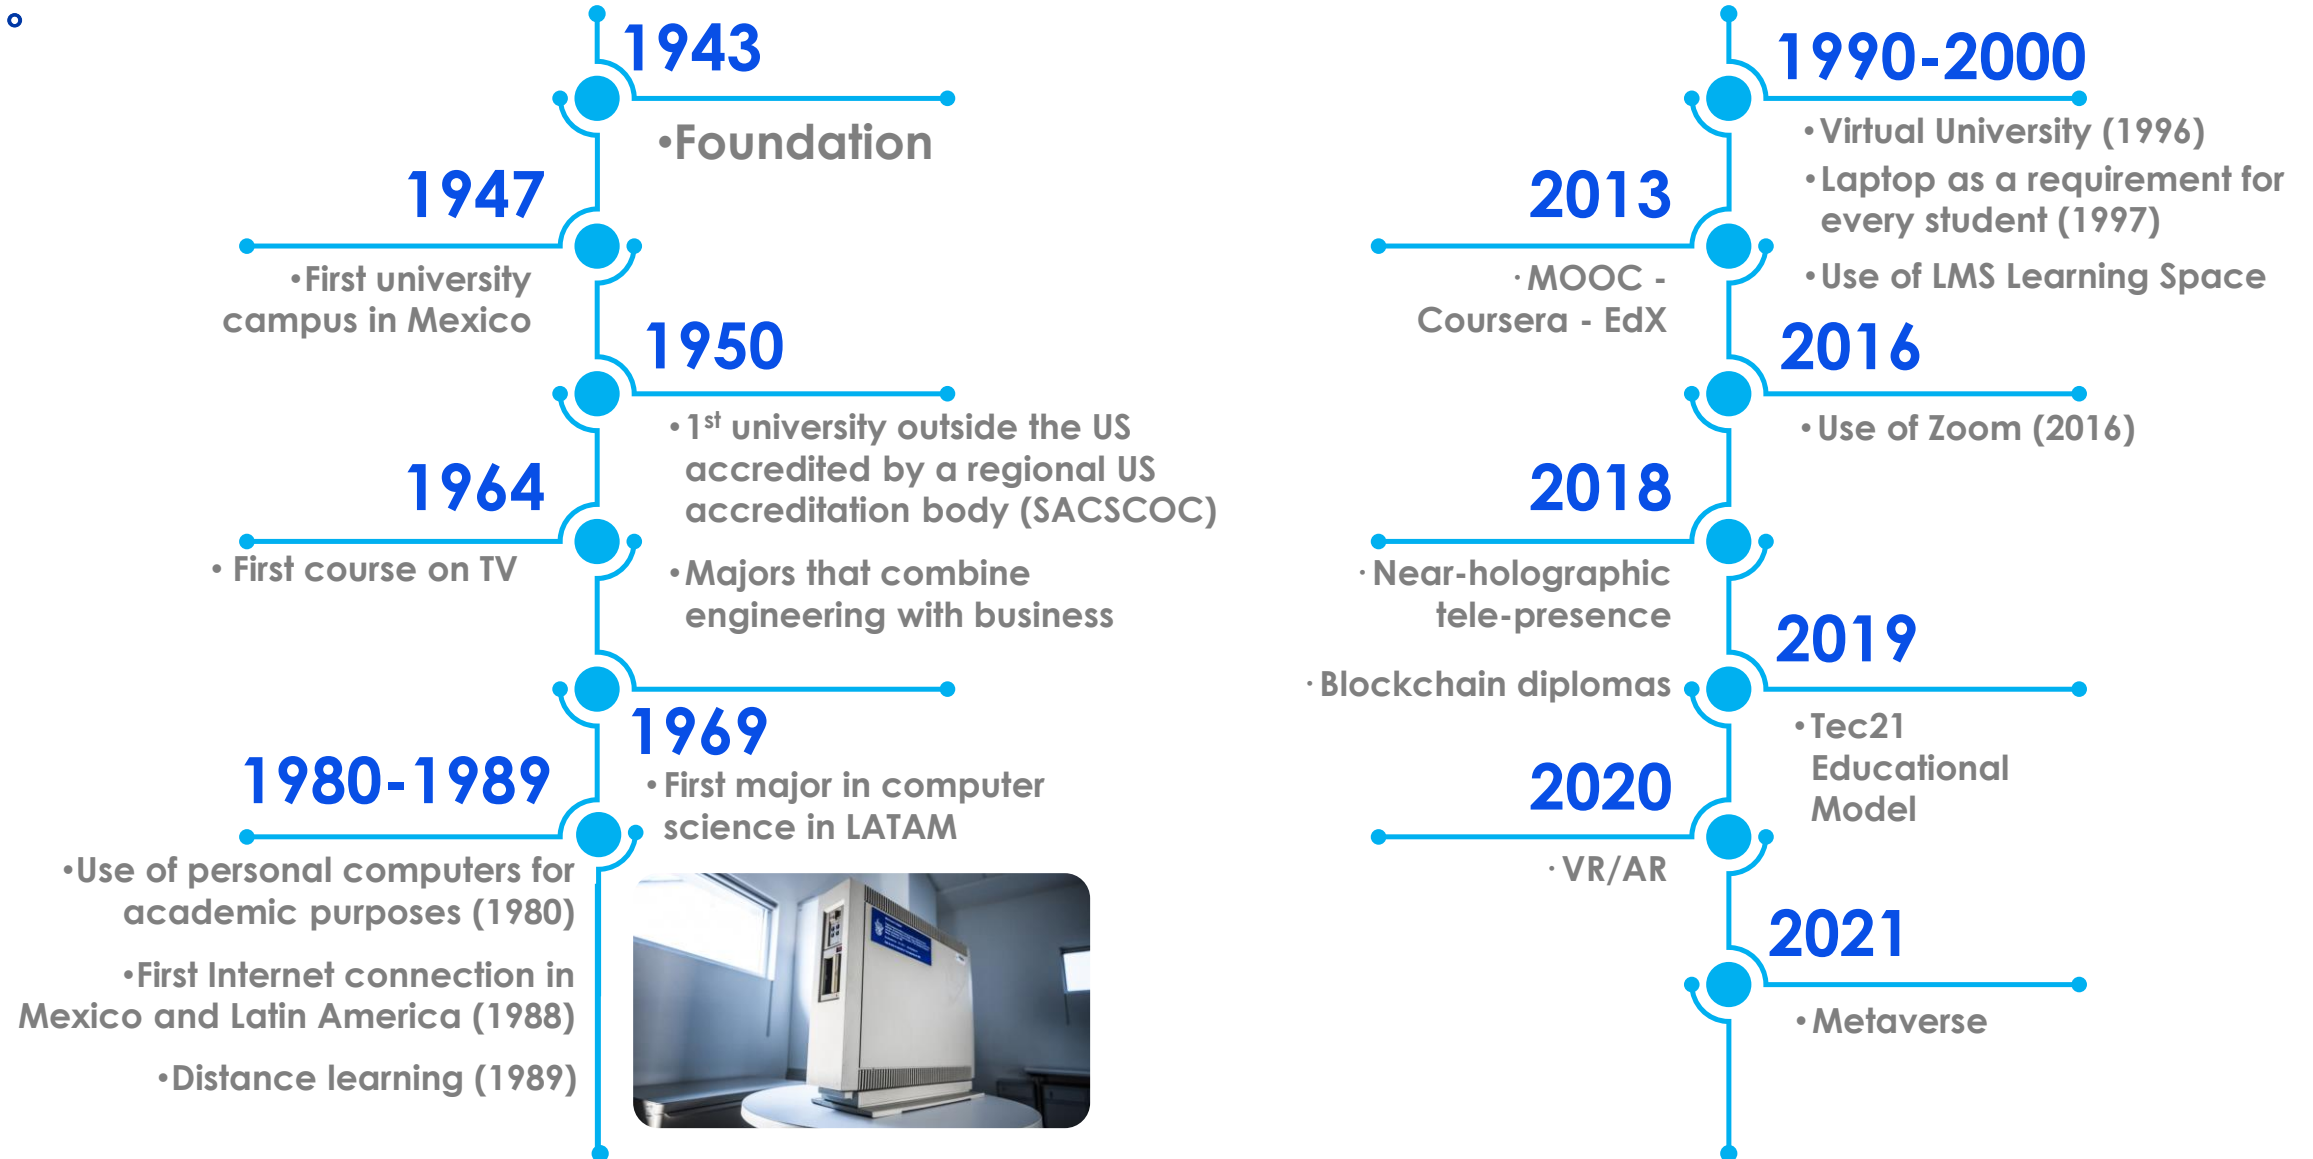 1943
•Foundation
1947
•First university
campus in Mexico
1950
•1st university outside the US
accredited by a regional US
accreditation body (SACSCOC)
•Majors that combine
engineering with business
1964
• First course on TV
1969
•First major in computer
science in LATAM
1980-1989
•Use of personal computers for
academic purposes (1980)
•First Internet connection in
Mexico and Latin America (1988)
•Distance learning (1989)
1990-2000
•Virtual University (1996)
•Laptop as a requirement for
every student (1997)
•Use of LMS Learning Space
2013
· MOOC -
Coursera - EdX
2016
•Use of Zoom (2016)
2018
· Near-holographic
tele-presence
· Blockchain diplomas
2019
•Tec21
Educational
Model
2020
· VR/AR
2021
•Metaverse